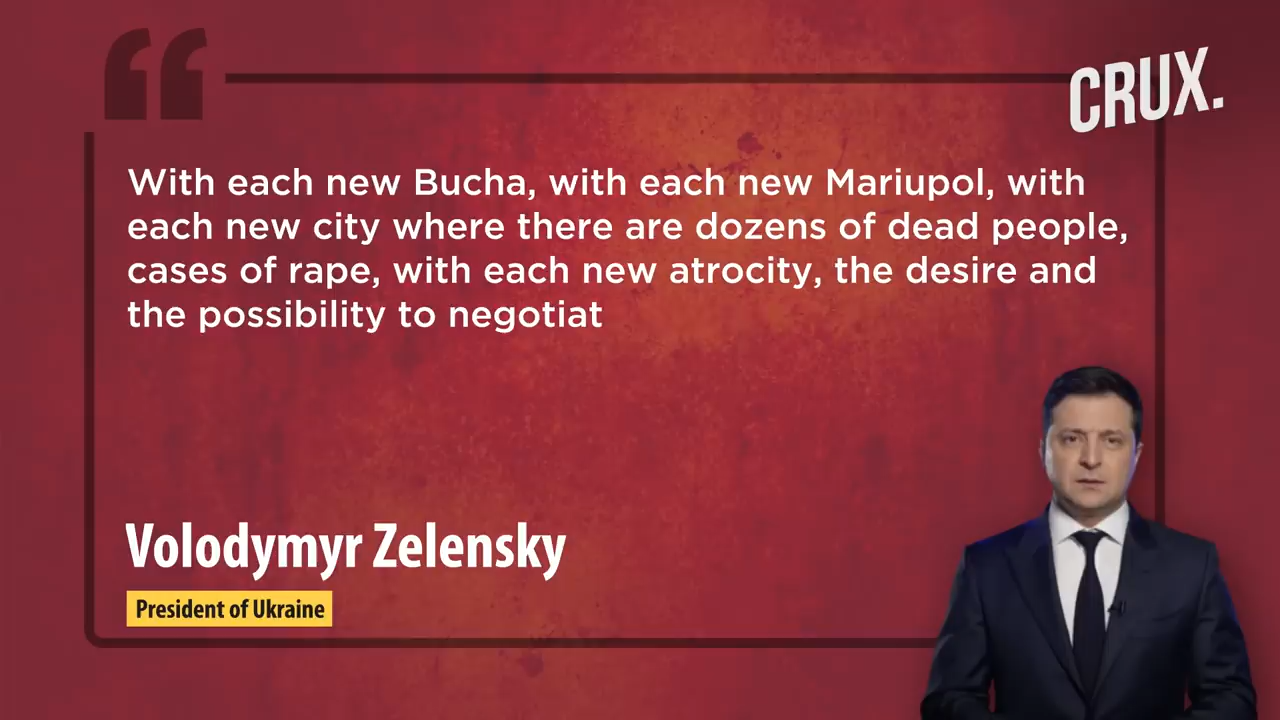 CRUX.
With each new Bucha, with each new Mariupol, with
each new city where there are dozens of dead people,
cases of rape, with each new atrocity, the desire and
the possibility to negotiat
Volodymyr Zelensky
President of Ukraine